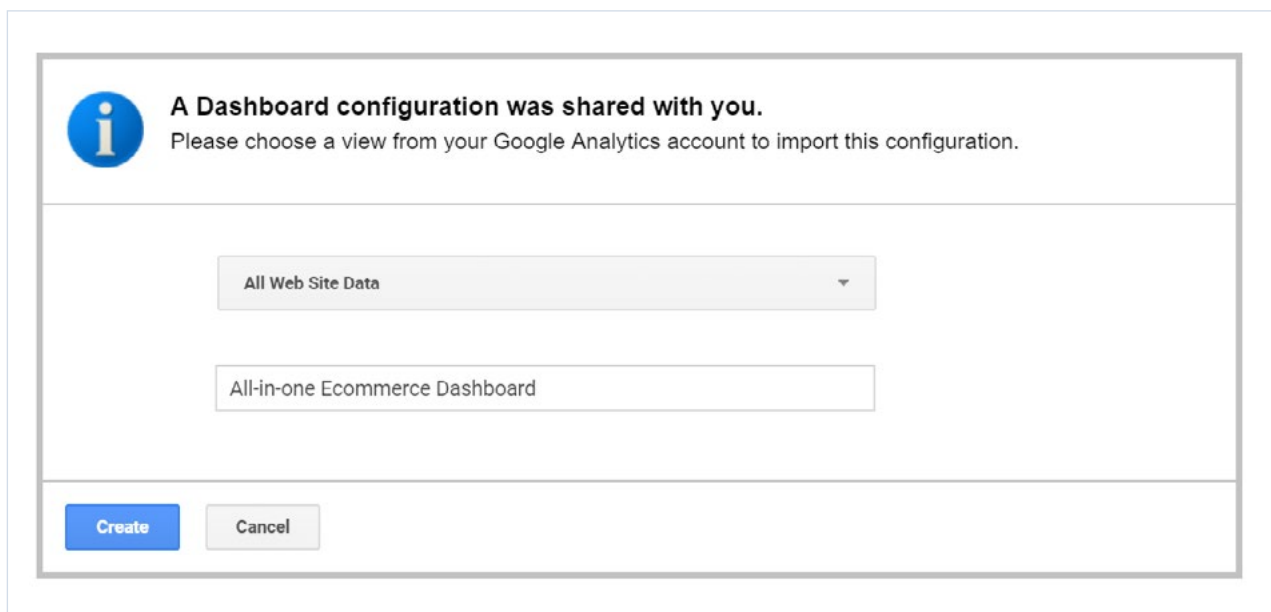 A Dashboard configuration was shared with you.
Please choose a view from your Google Analytics account to import this configuration.
All Web Site Data
All-in-one Ecommerce Dashboard
Create
Cancel